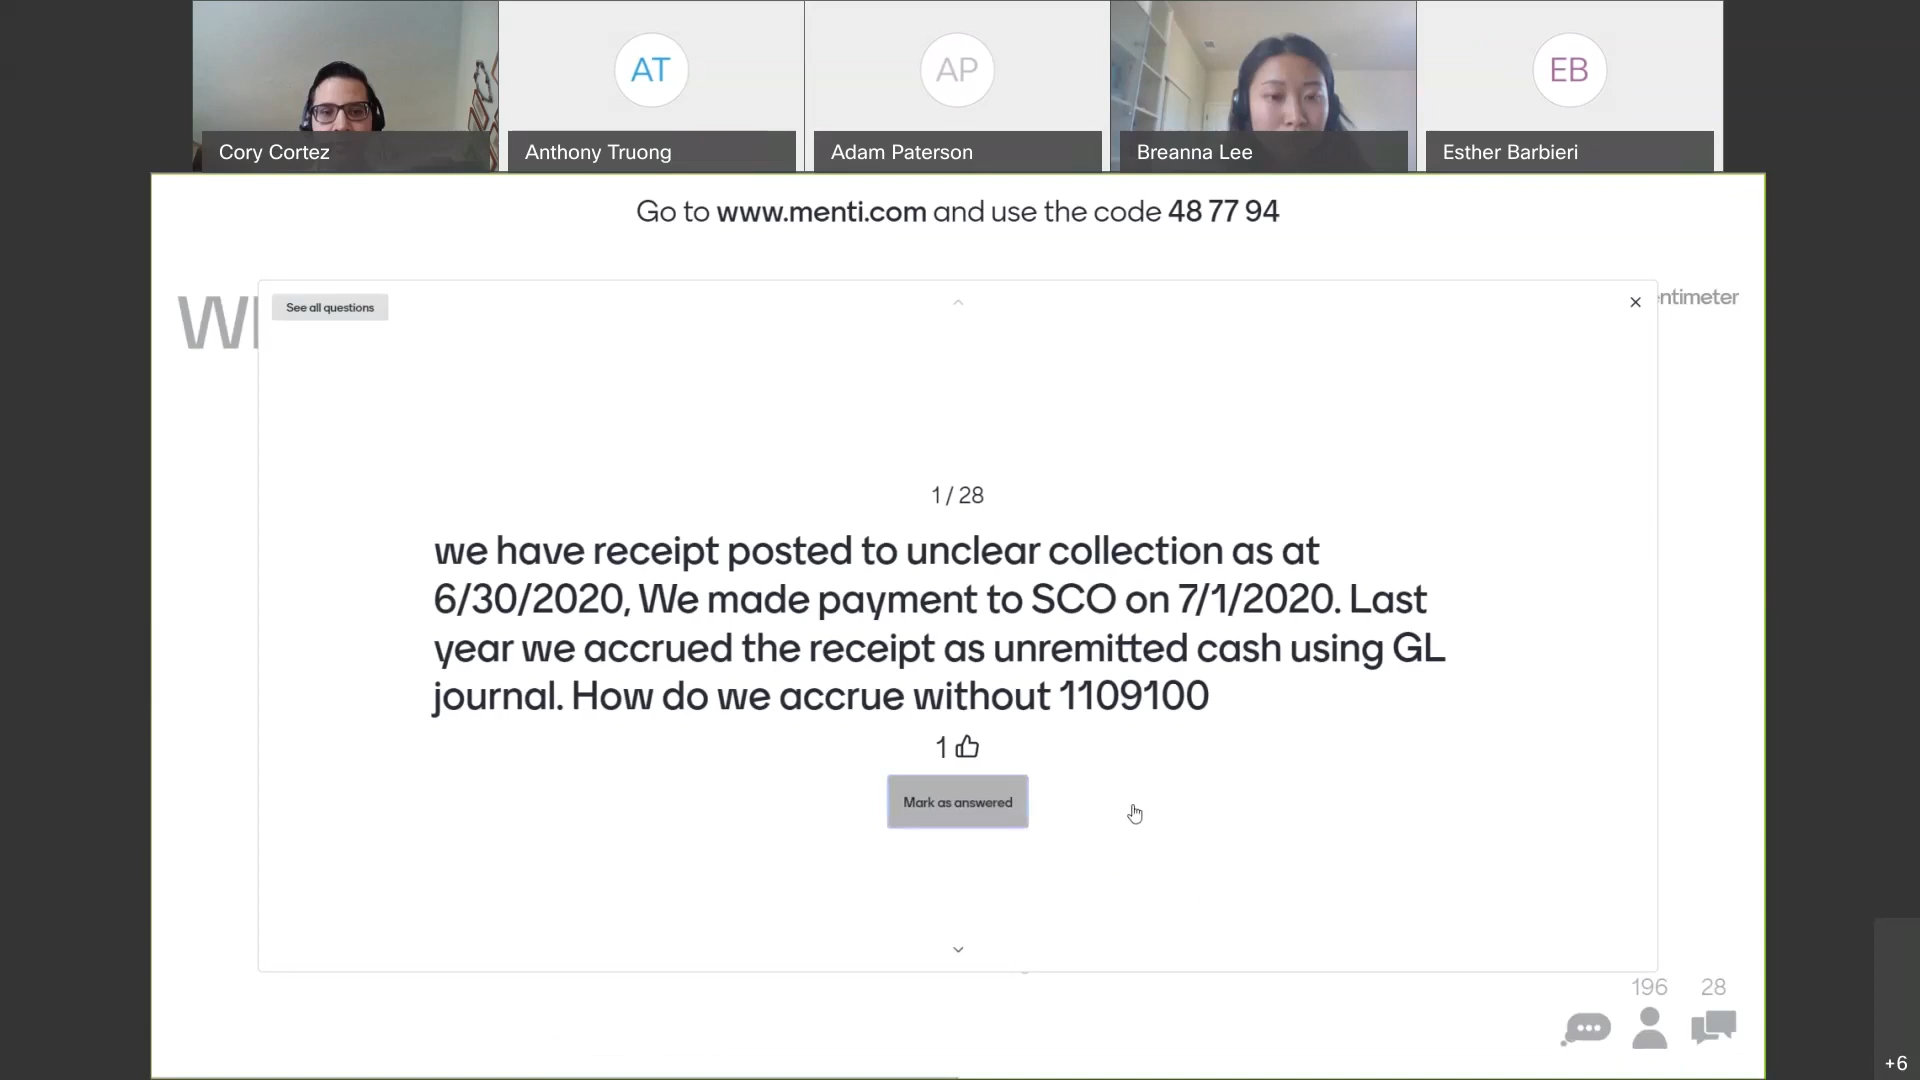 AT
AP
EB
Cory Cortez
Anthony Truong
Adam Paterson
Breanna Lee
Esther Barbieri
Go to www.menti.com and use the code 48 77 94
W
See all questions
ntimeter
1 / 28
we have receipt posted to unclear collection as at
6/30/2020, We made payment to SCO on 7/1/2020. Last
year we accrued the receipt as unremitted cash using GL
journal. How do we accrue without 1109100
1
Mark as answered
196
28
+6